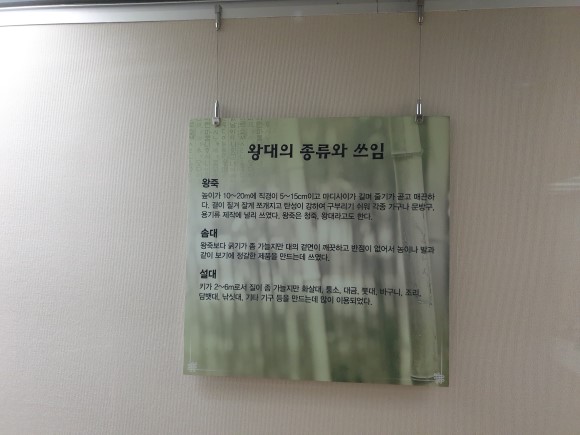 왕대의 종류와 쓰임
왕죽
높이가 10~20m에 직경이 5~15cm이고 마디사이가 길며 줄기가 곧고 매끈하
다. 결이 질겨 잘게 쪼개지고 탄성이 강하여 구부리기 쉬워 각종 가구나 문방구,
용기류 제작에 널리 쓰였다. 왕죽은 참죽, 왕대라고도 한다.
솜대
왕죽보다 굵기가 좀 가늘지만 대의 겉면이 깨끗하고 반점이 없어서 농이나 발과
같이 보기에 정갈한 제품을 만드는데 쓰였다.
설대
키가 2~6m로서 질이 좀 가늘지만 화살대, 퉁소, 대금, 붓대, 바구니, 조리,
담뱃대, 낚싯대, 기타 기구 등을 만드는데 많이 이용되었다.